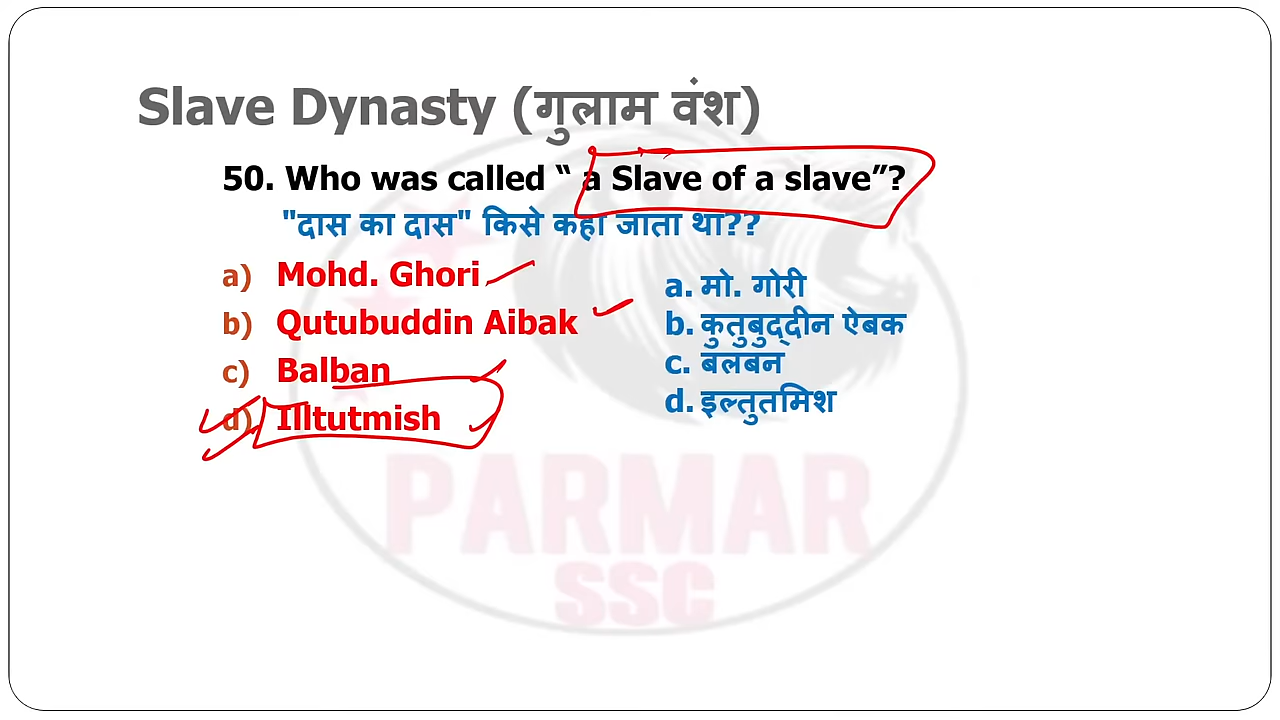 Slave Dynasty (गुलाम वंश)
50. Who was called “ a Slave of a slave”?
"दास का दास" किसे कहा जाता था??
a) Mohd. Ghori
b) Qutubuddin Aibak
c) Balban
d) Illtutmish
a. मो. गोरी
b. कुतुबुद्दीन ऐबक
c. बलबन
d. इल्तुतमिश
PARMAR
SSC